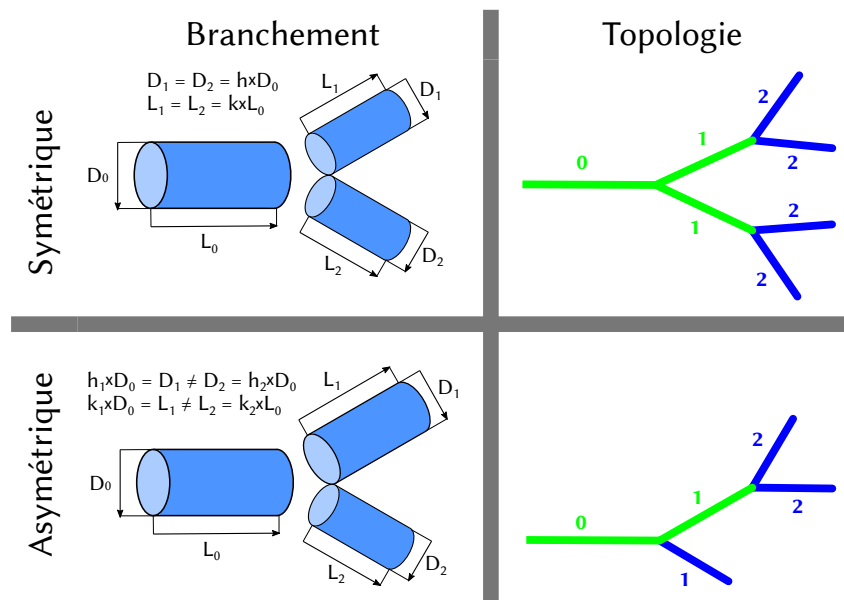 Branchement
Topologie
Symétrique
D₁ = D₂ = h×D₀
L₁ = L₂ = k×L₀
D₀
L₀
L₁
D₁
L₂
D₂
0
1
1
2
2
2
2
Asymétrique
h₁×D₀ = D₁ ≠ D₂ = h₂×D₀
k₁×D₀ = L₁ ≠ L₂ = k₂×L₀
D₀
L₀
L₁
D₁
L₂
D₂
0
1
1
2
2